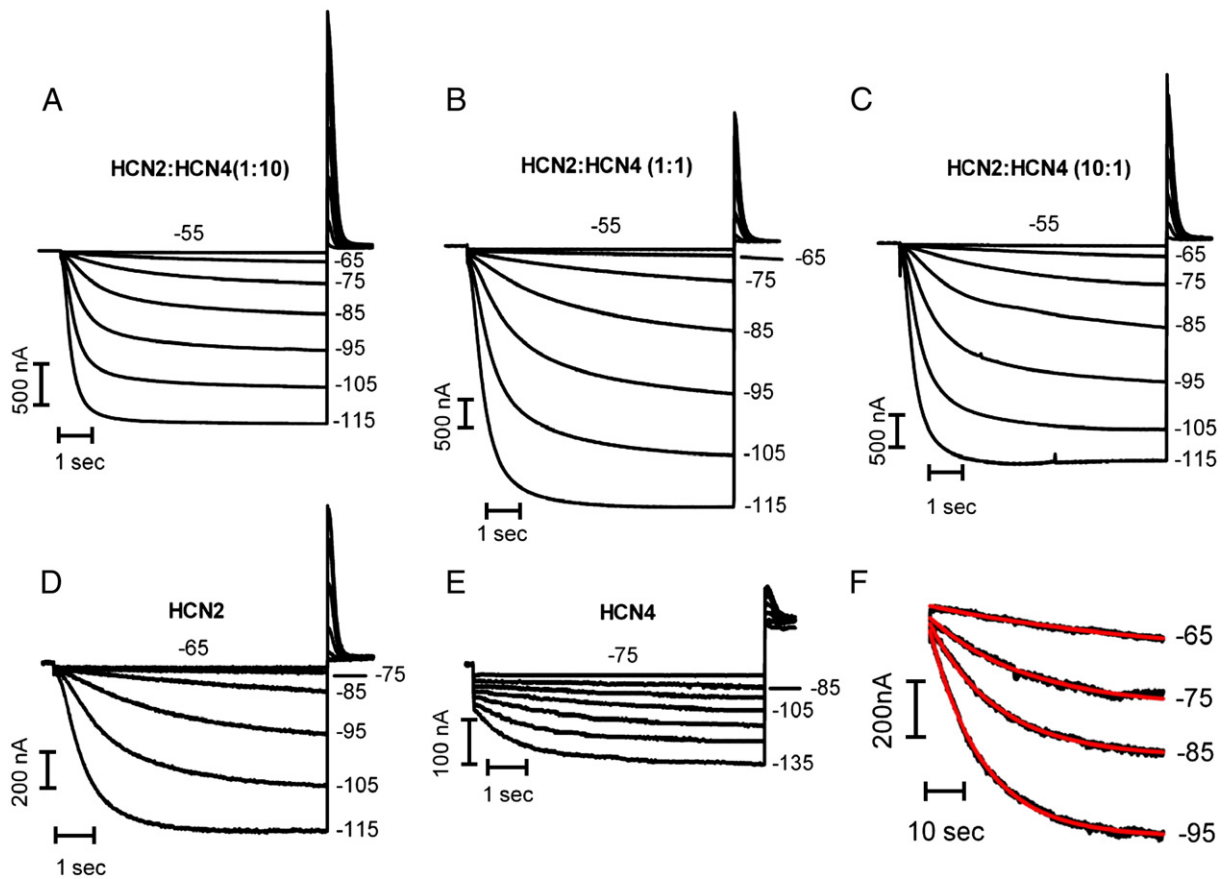 A
HCN2:HCN4(1:10)
-55
-65
-75
-85
-95
-105
-115
500 nA
1 sec
B
HCN2:HCN4 (1:1)
-55
-65
-75
-85
-95
-105
-115
500 nA
1 sec
C
HCN2:HCN4 (10:1)
-55
-65
-75
-85
-95
-105
-115
500 nA
1 sec
D
HCN2
-65
-75
-85
-95
-105
-115
200 nA
1 sec
E
HCN4
-75
-85
-105
-135
100 nA
1 sec
F
-65
-75
-85
-95
200nA
10 sec